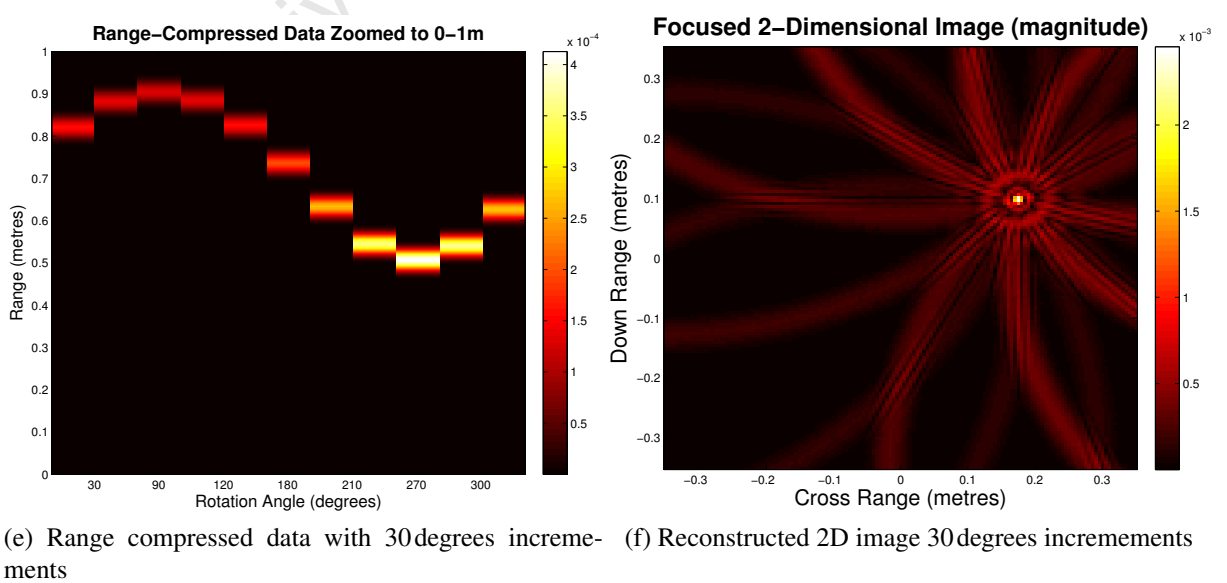 Range−Compressed Data Zoomed to 0−1m
x 10⁻⁴
1
0.9
0.8
0.7
0.6
0.5
0.4
0.3
0.2
0.1
0
Range (metres)
30 90 120 180 210 270 300
Rotation Angle (degrees)
4
3.5
3
2.5
2
1.5
1
0.5
Focused 2−Dimensional Image (magnitude)
x 10⁻³
0.3
0.2
0.1
0
−0.1
−0.2
−0.3
Down Range (metres)
−0.3 −0.2 −0.1 0 0.1 0.2 0.3
Cross Range (metres)
2
1.5
1
0.5
(e) Range compressed data with 30 degrees increme-
ments
(f) Reconstructed 2D image 30 degrees incremements